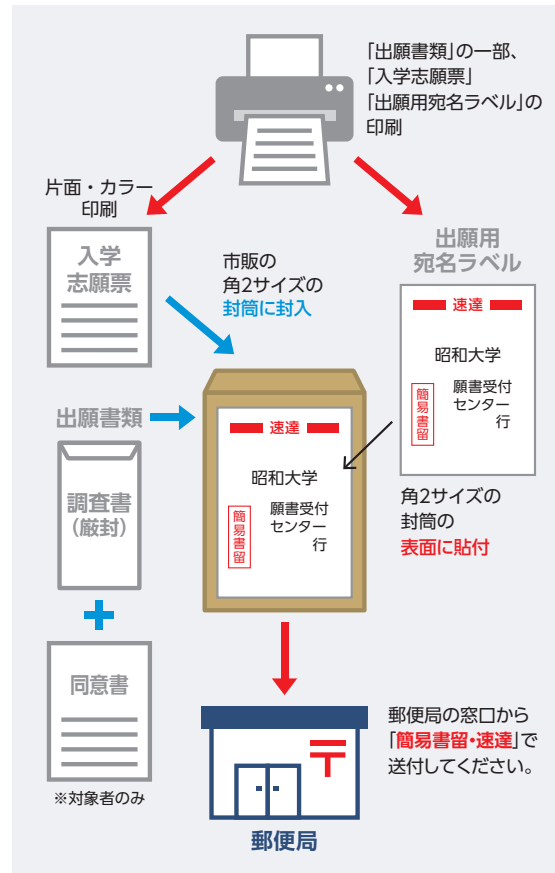 「出願書類」の一部、
「入学志願票」
「出願用宛名ラベル」の
印刷
片面・カラー
印刷
入学
志願票
市販の
角2サイズの
封筒に封入
出願用
宛名ラベル
速達
昭和大学
簡易書留
願書受付
センター
行
角2サイズの
封筒の
表面に貼付
出願書類
調査書
（厳封）
同意書
※対象者のみ
速達
昭和大学
簡易書留
願書受付
センター
行
郵便局の窓口から
「簡易書留・速達」で
送付してください。
〒
郵便局